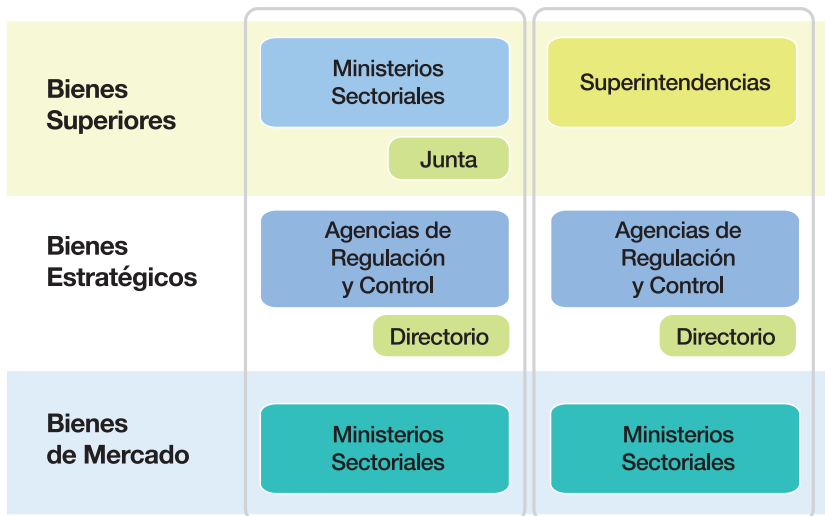 Bienes
Superiores
Ministerios
Sectoriales
Junta
Superintendencias
Bienes
Estratégicos
Agencias de
Regulación
y Control
Directorio
Agencias de
Regulación
y Control
Directorio
Bienes
de Mercado
Ministerios
Sectoriales
Ministerios
Sectoriales